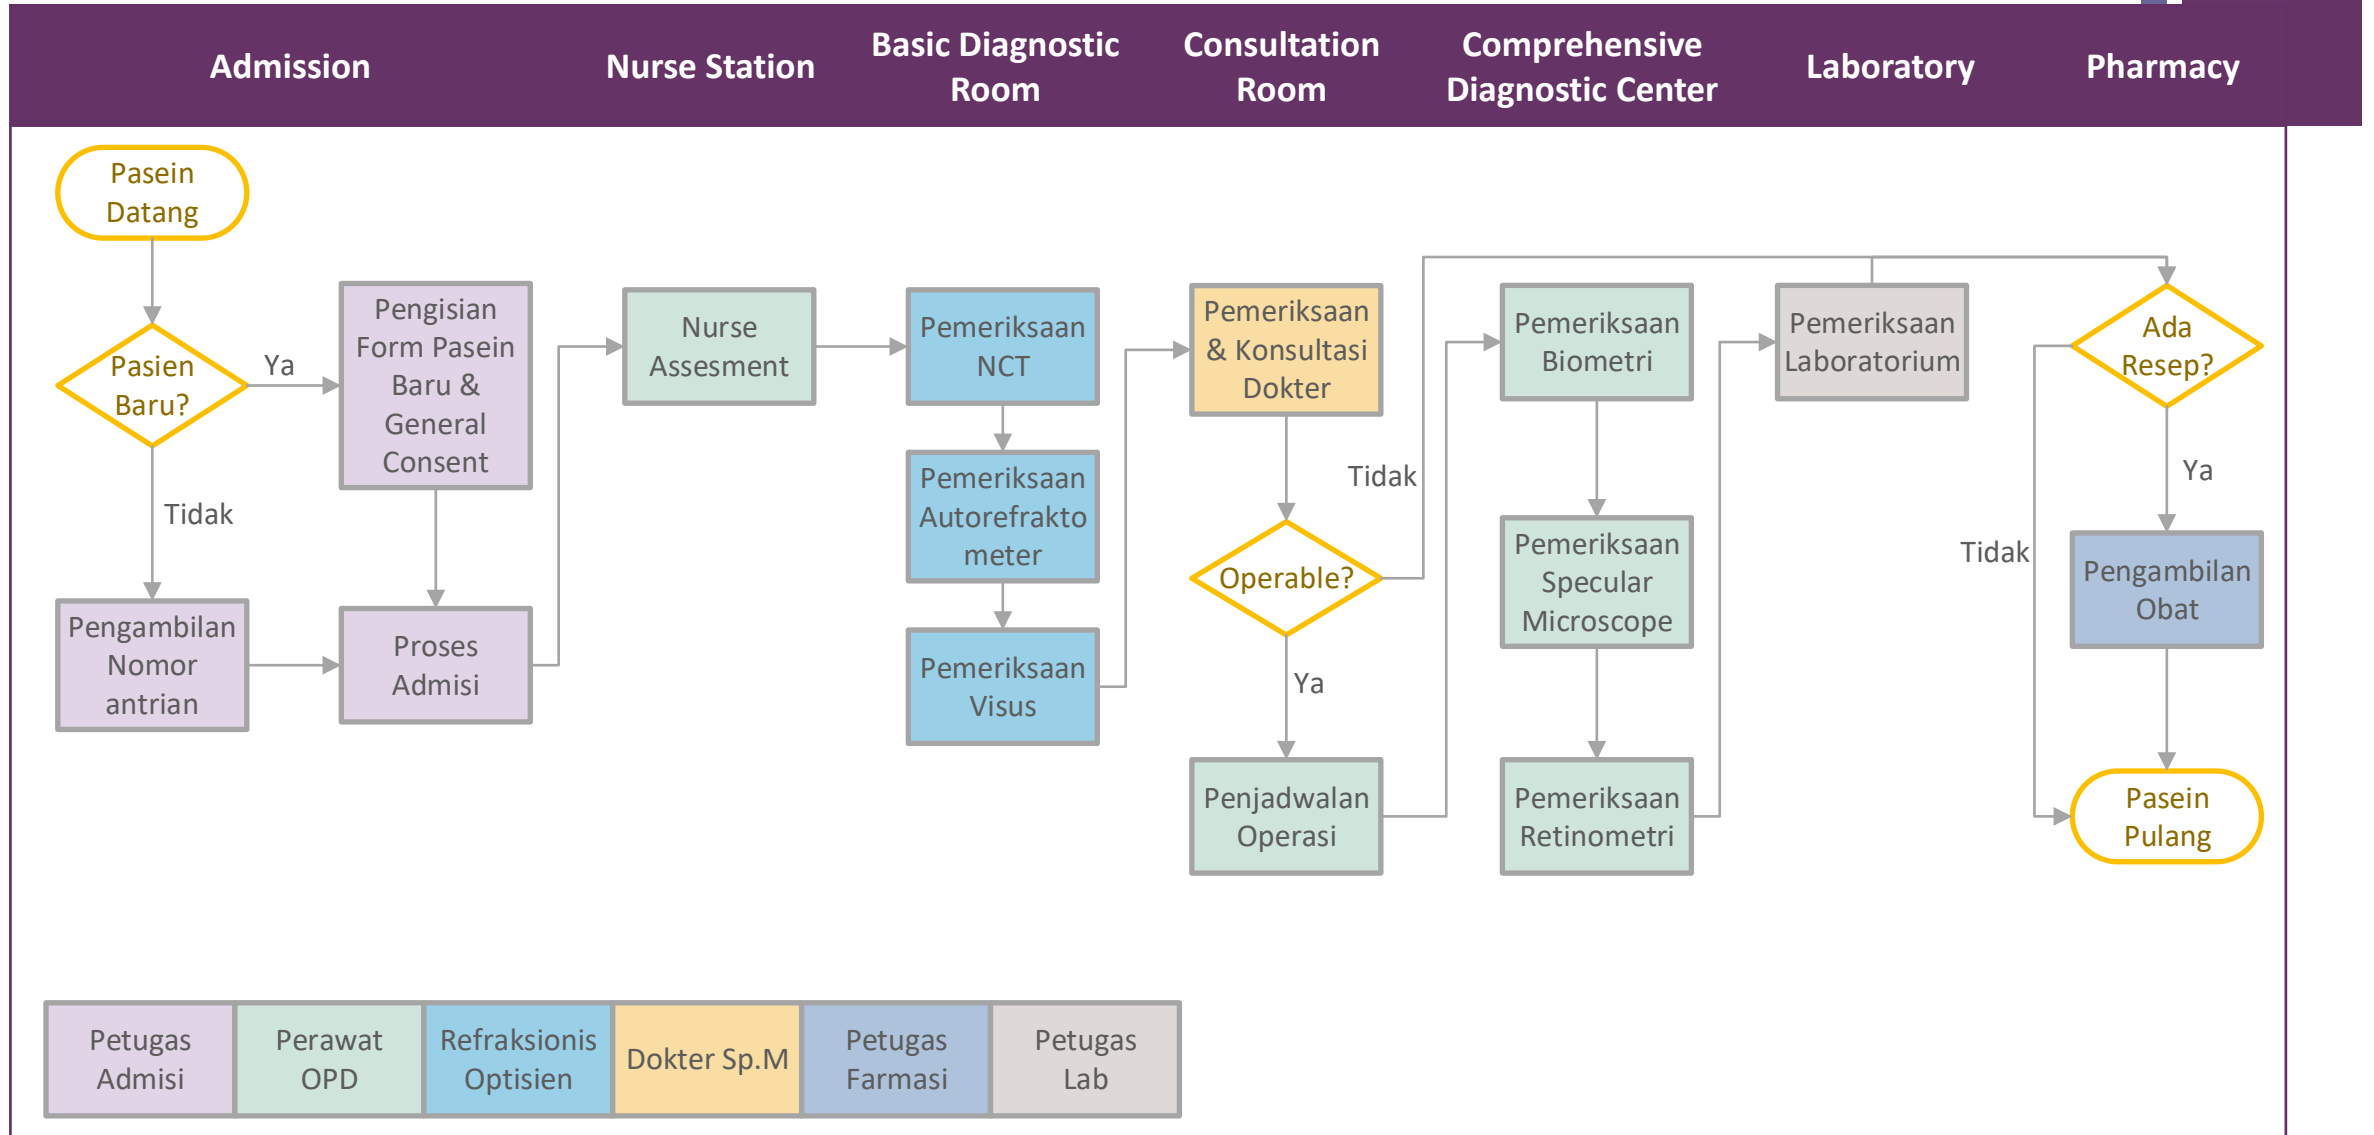 Admission
Nurse Station
Basic Diagnostic
Room
Consultation
Room
Comprehensive
Diagnostic Center
Laboratory
Pharmacy
Pasein
Datang
Pasien
Baru?
Ya
Tidak
Pengambilan
Nomor
antrian
Pengisian
Form Pasein
Baru &
General
Consent
Proses
Admisi
Nurse
Assesment
Pemeriksaan
NCT
Pemeriksaan
Autorefrakto
meter
Pemeriksaan
Visus
Pemeriksaan
& Konsultasi
Dokter
Operable?
Tidak
Ya
Penjadwalan
Operasi
Pemeriksaan
Biometri
Pemeriksaan
Specular
Microscope
Pemeriksaan
Retinometri
Pemeriksaan
Laboratorium
Ada
Resep?
Ya
Tidak
Pengambilan
Obat
Pasein
Pulang
Petugas
Admisi
Perawat
OPD
Refraksionis
Optisien
Dokter Sp.M
Petugas
Farmasi
Petugas
Lab